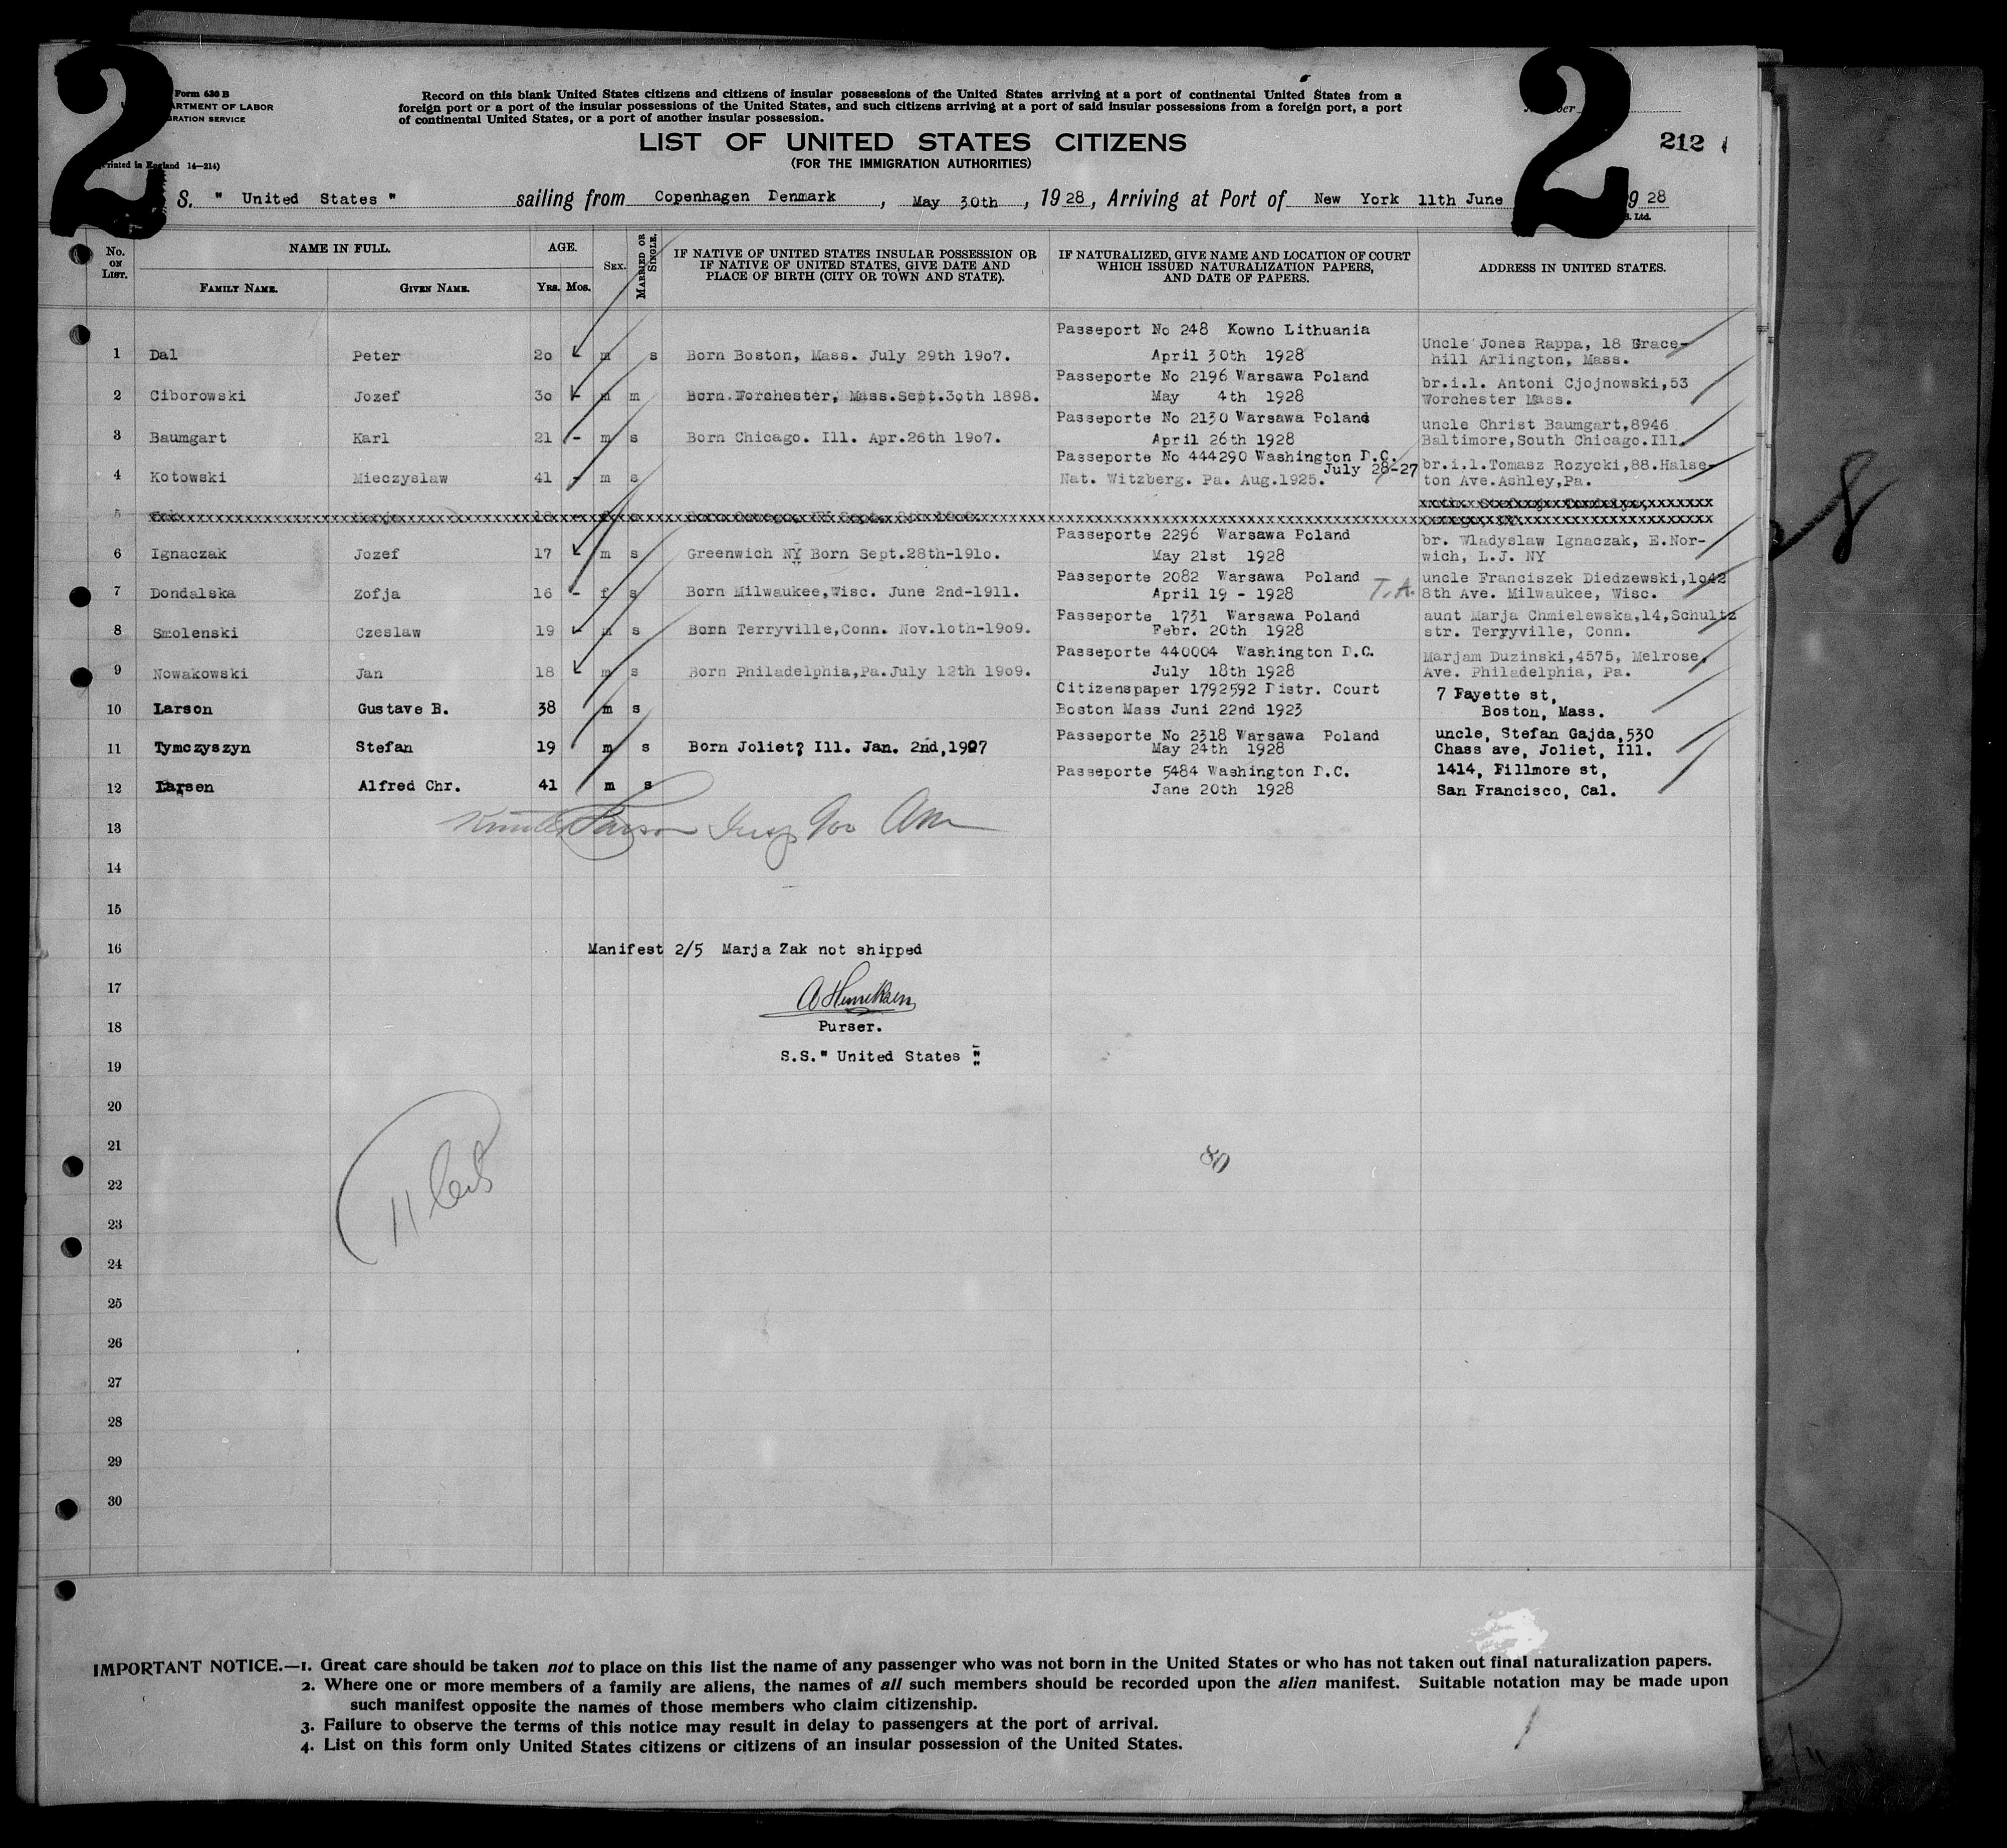 2
2
Form 630 B
ARTMENT OF LABOR
GRATION SERVICE
Printed in England 14—214)
Record on this blank United States citizens and citizens of insular possessions of the United States arriving at a port of continental United States from a
foreign port or a port of the insular possessions of the United States, and such citizens arriving at a port of said insular possessions from a foreign port, a port
of continental United States, or a port of another insular possession.
LIST OF UNITED STATES CITIZENS
(FOR THE IMMIGRATION AUTHORITIES)
212
S. " United States " sailing from Copenhagen Denmark , May 30th , 1928, Arriving at Port of New York 11th June 928
S. Ltd.
No. ON LIST.
NAME IN FULL.
FAMILY NAME.
GIVEN NAME.
AGE.
YRS. MOS.
SEX.
MARRIED OR SINGLE.
IF NATIVE OF UNITED STATES INSULAR POSSESSION OR
IF NATIVE OF UNITED STATES, GIVE DATE AND
PLACE OF BIRTH (CITY OR TOWN AND STATE).
IF NATURALIZED, GIVE NAME AND LOCATION OF COURT
WHICH ISSUED NATURALIZATION PAPERS,
AND DATE OF PAPERS.
ADDRESS IN UNITED STATES.
Passeport No 248 Kowno Lithuania
Uncle Jones Rappa, 18 Grace-
1 Dal Peter 20 m s Born Boston, Mass. July 29th 1907. April 30th 1928 hill Arlington, Mass.
Passeporte No 2196 Warsawa Poland br.i.l. Antoni Cjojnowski,53
2 Ciborowski Jozef 30 - m m Born.Worchester, Mass.Sept.30th 1898. May 4th 1928 Worchester Mass.
Passeporte No 2130 Warsawa Poland uncle Christ Baumgart,8946
3 Baumgart Karl 21 - m s Born Chicago. Ill. Apr.26th 1907. April 26th 1928 Baltimore,South Chicago.Ill.
Passeporte No 444290 Washington D.C. July 28-27 br.i.l.Tomasz Rozycki,88.Halse-
4 Kotowski Mieczyslaw 41 - m s Nat. Witzberg. Pa. Aug.1925. ton Ave.Ashley,Pa.
5
Passeporte 2296 Warsawa Poland br. Wladyslaw Ignaczak, E.Nor-
6 Ignaczak Jozef 17 m s Greenwich NY Born Sept.28th-1910. May 21st 1928 wich, L.J. NY
Passeporte 2082 Warsawa Poland T.A. uncle Franciszek Diedzewski,1042
7 Dondalska Zofja 16 - f s Born Milwaukee,Wisc. June 2nd-1911. April 19 - 1928 8th Ave. Milwaukee, Wisc.
Passeporte 1731 Warsawa Poland aunt Marja Chmielewska,14,Schultz
8 Smolenski Czeslaw 19 - m s Born Terryville,Conn. Nov.10th-1909. Febr. 20th 1928 str. Terryville, Conn.
Passeporte 440004 Washington D.C. Marjam Duzinski,4575, Melrose,
9 Nowakowski Jan 18 m s Born Philadelphia,Pa.July 12th 1909. July 18th 1928 Ave. Philadelphia, Pa.
Citizenspaper 1792592 Distr. Court 7 Fayette st,
10 Larson Gustave B. 38 m s Boston Mass Juni 22nd 1923 Boston, Mass.
Passeporte No 2318 Warsawa Poland uncle, Stefan Gajda,530
11 Tymczyszyn Stefan 19 m s Born Joliet? Ill. Jan. 2nd,1907 May 24th 1928 Chass ave, Joliet, Ill.
Passeporte 5484 Washington D.C. 1414, Fillmore st,
12 Larsen Alfred Chr. 41 m s Jane 20th 1928 San Francisco, Cal.
13
14
15
16 Manifest 2/5 Marja Zak not shipped
17
18 Purser.
19 S.S." United States "
20
21
22
23
24
25
26
27
28
29
30
IMPORTANT NOTICE.—1. Great care should be taken not to place on this list the name of any passenger who was not born in the United States or who has not taken out final naturalization papers.
2. Where one or more members of a family are aliens, the names of all such members should be recorded upon the alien manifest. Suitable notation may be made upon
such manifest opposite the names of those members who claim citizenship.
3. Failure to observe the terms of this notice may result in delay to passengers at the port of arrival.
4. List on this form only United States citizens or citizens of an insular possession of the United States.